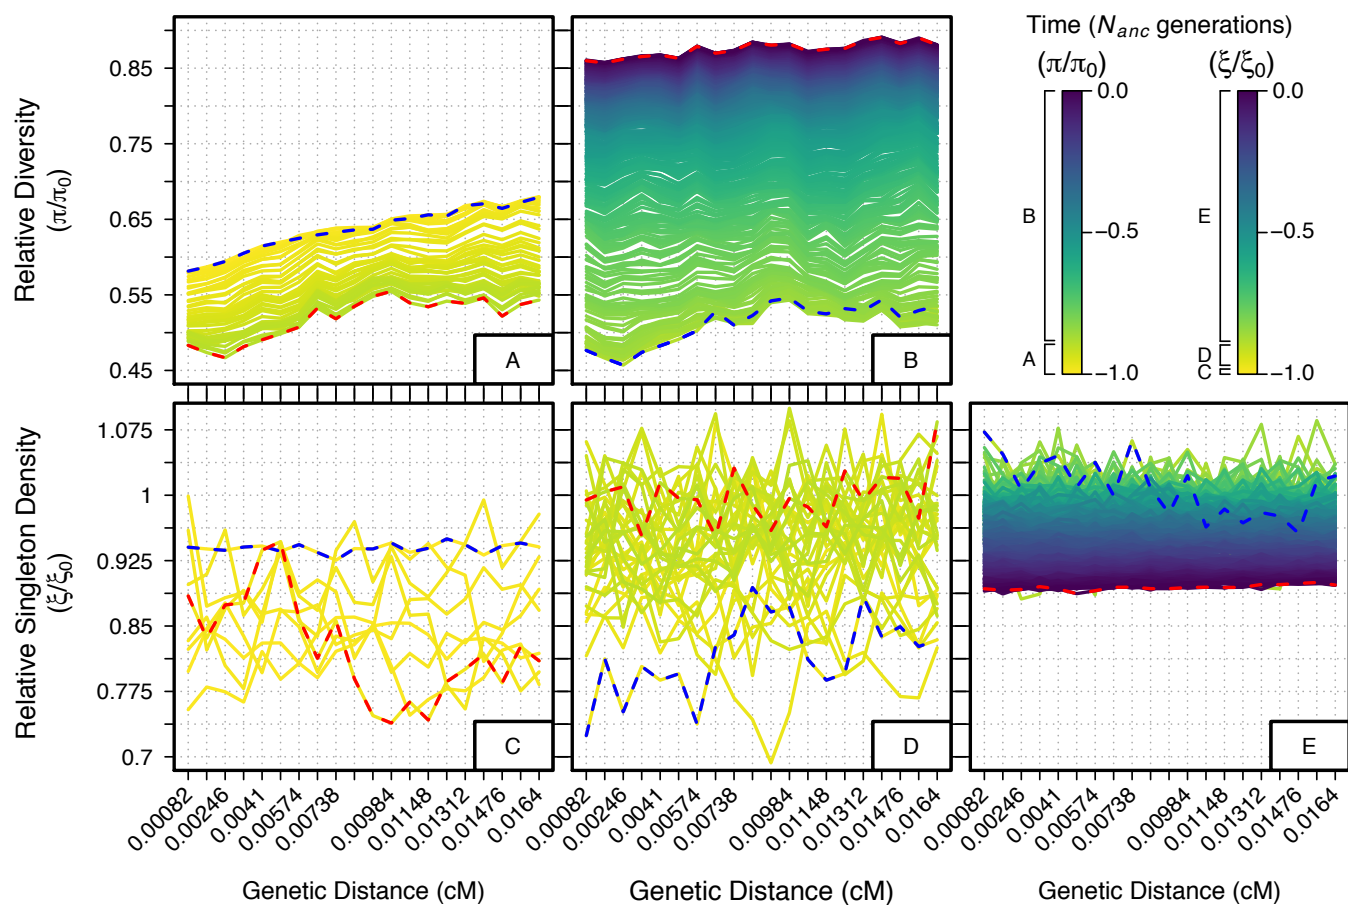 Time (Nanc generations)
(π/π0)
(ξ/ξ0)
0.0
−0.5
−1.0
B
A
0.0
−0.5
−1.0
E
D
C
Relative Diversity
(π/π0)
0.85
0.75
0.65
0.55
0.45
A
B
Relative Singleton Density
(ξ/ξ0)
1.075
1
0.925
0.85
0.775
0.7
C
D
E
0.00082
0.00246
0.0041
0.00574
0.00738
0.00984
0.01148
0.01312
0.01476
0.0164
0.00082
0.00246
0.0041
0.00574
0.00738
0.00984
0.01148
0.01312
0.01476
0.0164
0.00082
0.00246
0.0041
0.00574
0.00738
0.00984
0.01148
0.01312
0.01476
0.0164
Genetic Distance (cM)
Genetic Distance (cM)
Genetic Distance (cM)